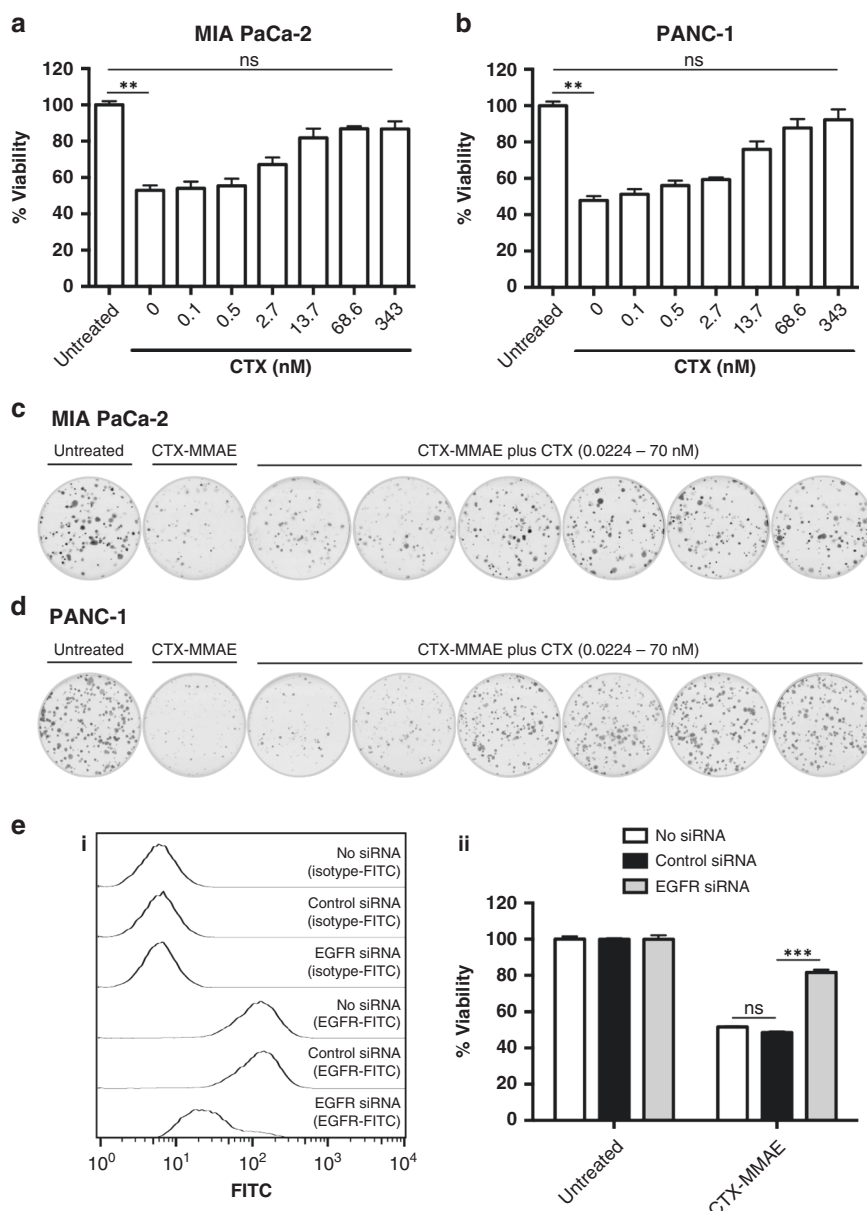 a
MIA PaCa-2
ns
**
120
100
80
60
40
20
0
% Viability
Untreated
0
0.1
0.5
2.7
13.7
68.6
343
CTX (nM)
b
PANC-1
ns
**
120
100
80
60
40
20
0
% Viability
Untreated
0
0.1
0.5
2.7
13.7
68.6
343
CTX (nM)
c
MIA PaCa-2
Untreated CTX-MMAE CTX-MMAE plus CTX (0.0224 – 70 nM)
d
PANC-1
Untreated CTX-MMAE CTX-MMAE plus CTX (0.0224 – 70 nM)
e
i
No siRNA
(isotype-FITC)
Control siRNA
(isotype-FITC)
EGFR siRNA
(isotype-FITC)
No siRNA
(EGFR-FITC)
Control siRNA
(EGFR-FITC)
EGFR siRNA
(EGFR-FITC)
10⁰ 10¹ 10² 10³ 10⁴
FITC
ii
No siRNA
Control siRNA
EGFR siRNA
120
100
80
60
40
20
0
% Viability
ns
***
Untreated
CTX-MMAE